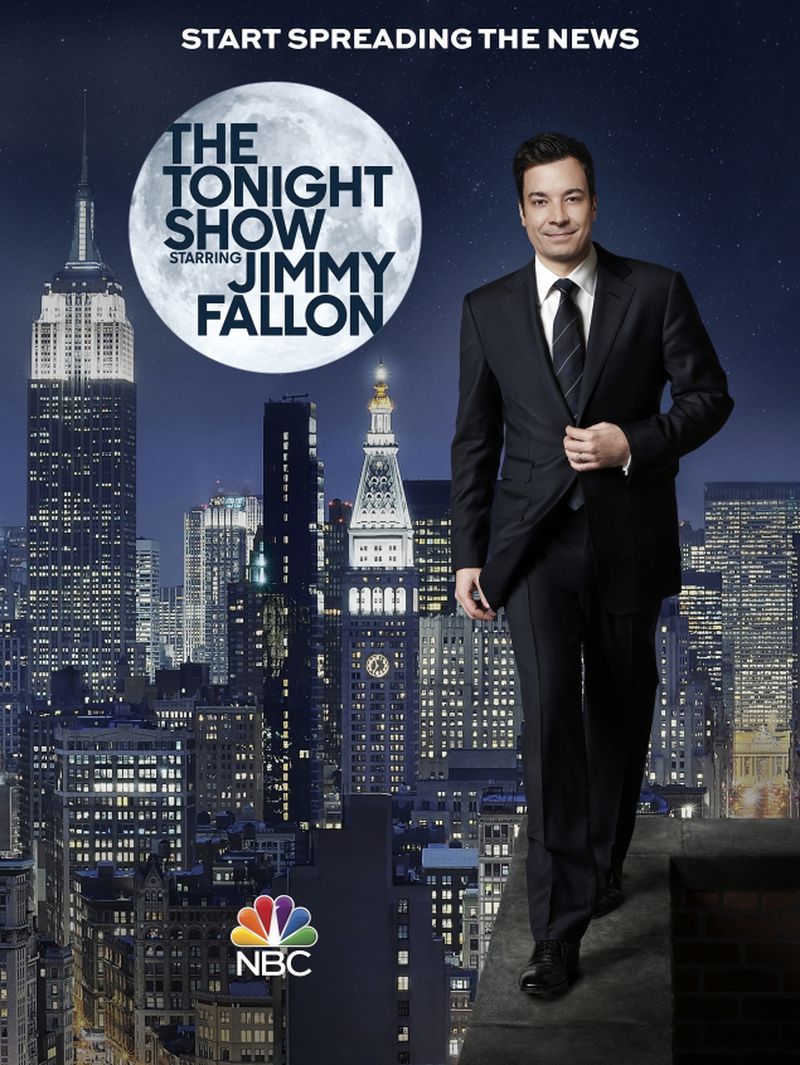 START SPREADING THE NEWS
THE
TONIGHT
SHOW
STARRING JIMMY
FALLON
NBC